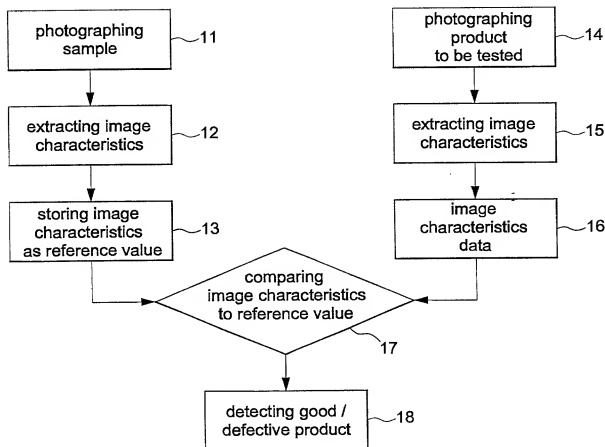 photographing
sample
11
extracting image
characteristics
12
storing image
characteristics
as reference value
13
photographing
product
to be tested
14
extracting image
characteristics
15
image
characteristics
data
16
comparing
image characteristics
to reference value
17
detecting good /
defective product
18